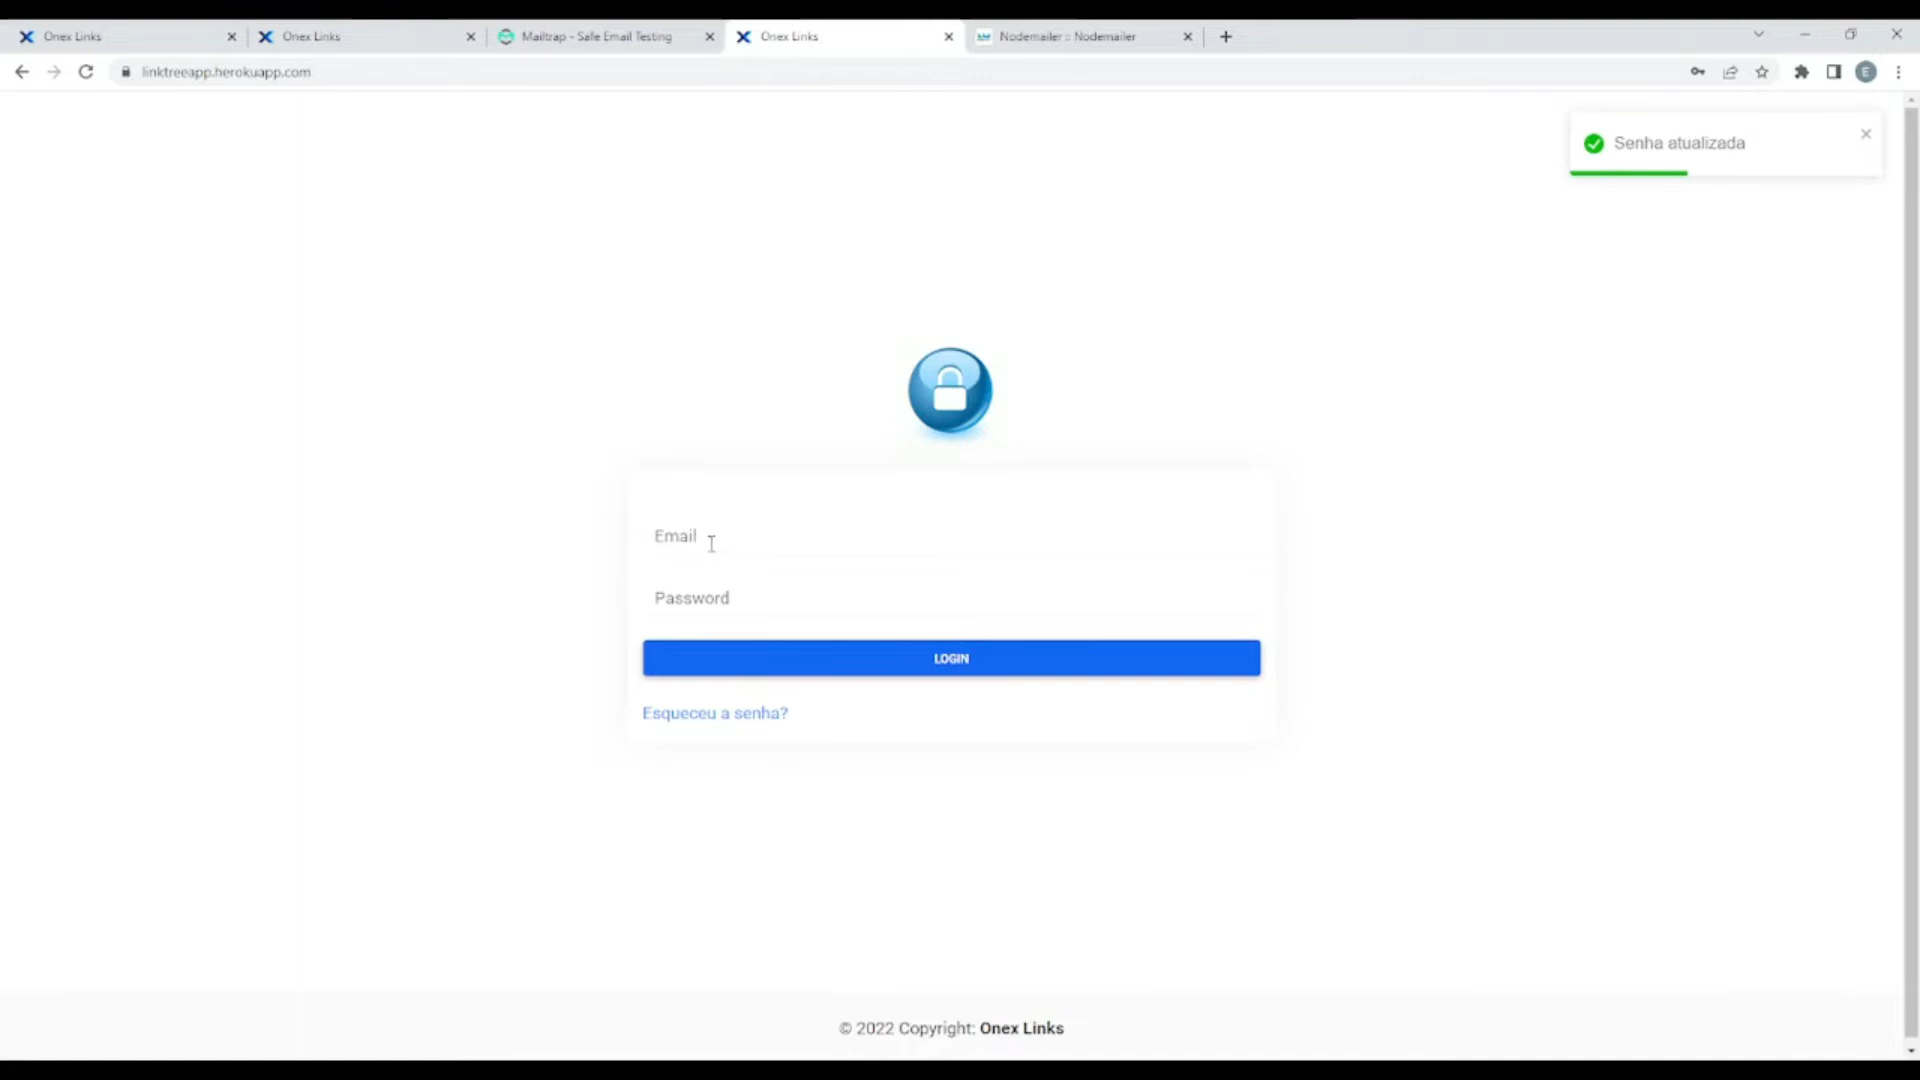 Onex Links
Onex Links
Mailtrap - Safe Email Testing
Onex Links
Nodemailer :: Nodemailer
linktreeapp.herokuapp.com
E
Senha atualizada
Email
Password
LOGIN
Esqueceu a senha?
© 2022 Copyright: Onex Links